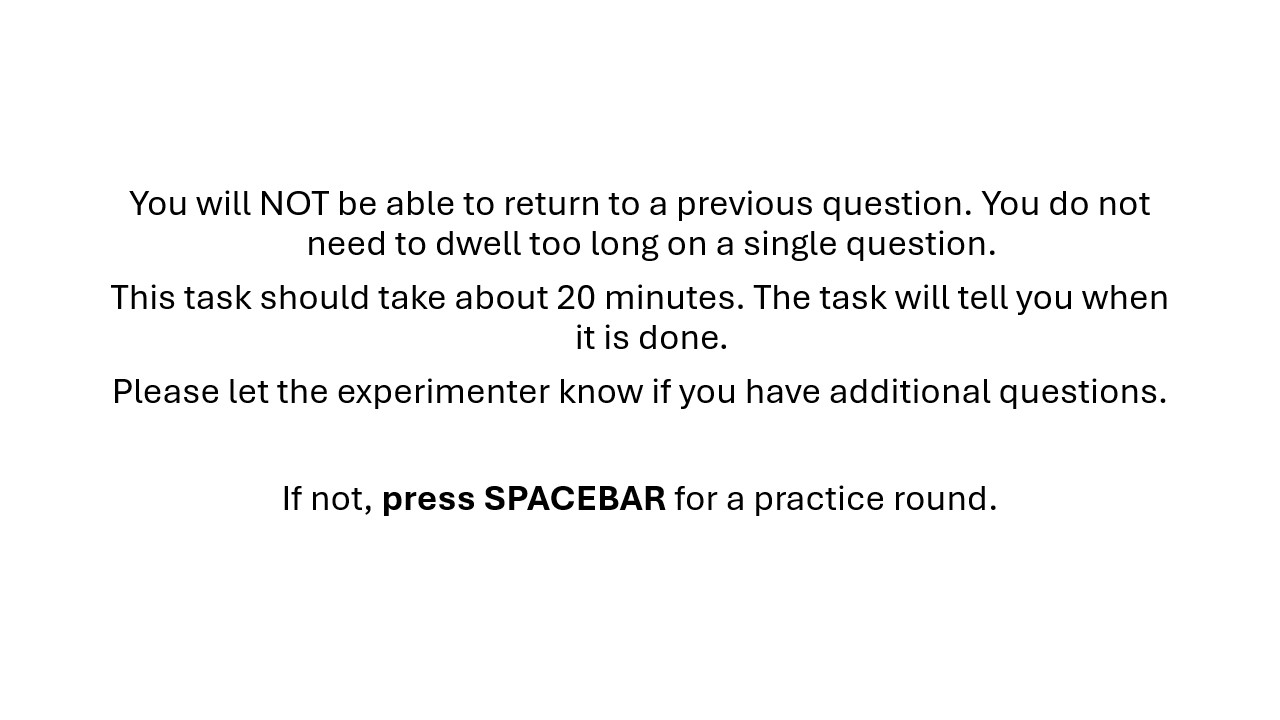 You will NOT be able to return to a previous question. You do not
need to dwell too long on a single question.
This task should take about 20 minutes. The task will tell you when
it is done.
Please let the experimenter know if you have additional questions.
If not, press SPACEBAR for a practice round.